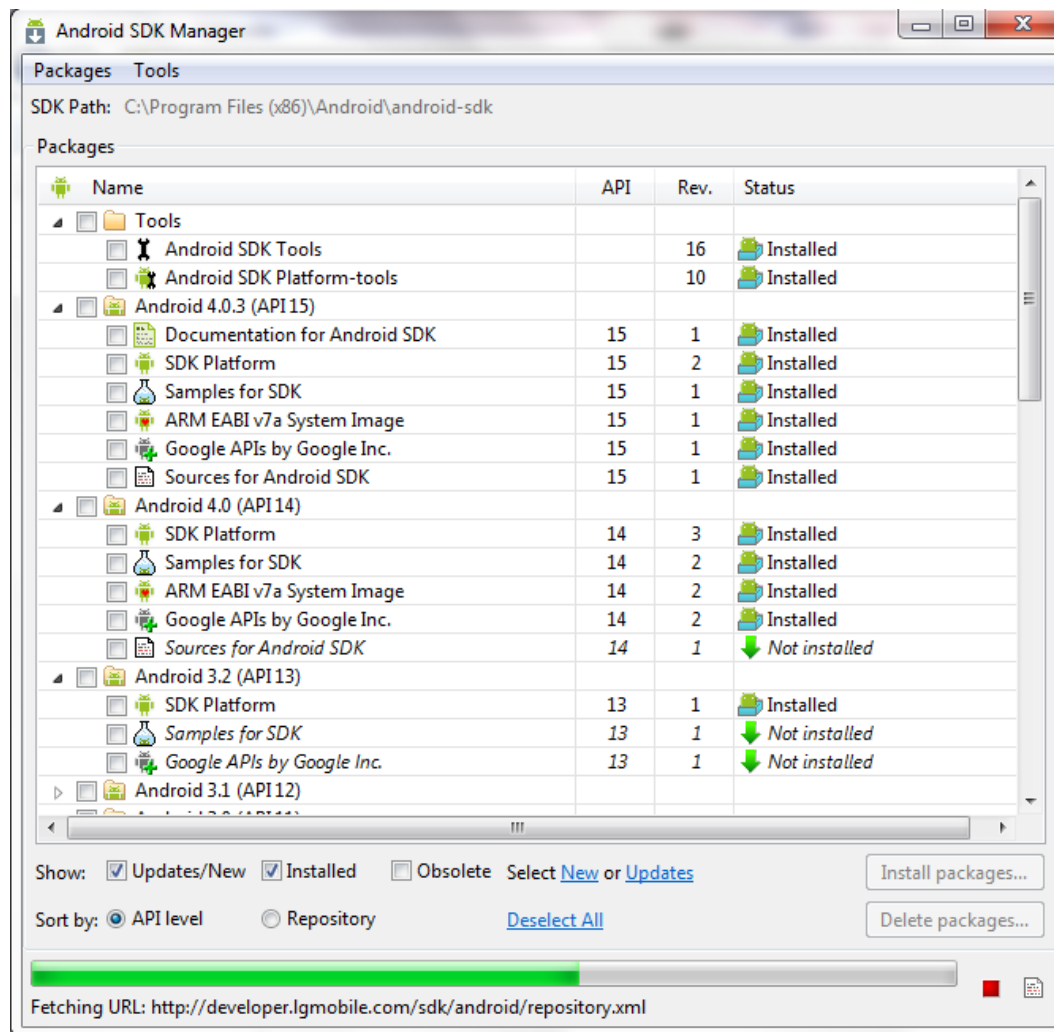 Android SDK Manager
Packages Tools
SDK Path: C:\Program Files (x86)\Android\android-sdk
Packages
Name API Rev. Status
Tools
Android SDK Tools 16 Installed
Android SDK Platform-tools 10 Installed
Android 4.0.3 (API 15)
Documentation for Android SDK 15 1 Installed
SDK Platform 15 2 Installed
Samples for SDK 15 1 Installed
ARM EABI v7a System Image 15 1 Installed
Google APIs by Google Inc. 15 1 Installed
Sources for Android SDK 15 1 Installed
Android 4.0 (API 14)
SDK Platform 14 3 Installed
Samples for SDK 14 2 Installed
ARM EABI v7a System Image 14 2 Installed
Google APIs by Google Inc. 14 2 Installed
Sources for Android SDK 14 1 Not installed
Android 3.2 (API 13)
SDK Platform 13 1 Installed
Samples for SDK 13 1 Not installed
Google APIs by Google Inc. 13 1 Not installed
Android 3.1 (API 12)
Show: Updates/New Installed Obsolete Select New or Updates Install packages...
Sort by: API level Repository Deselect All Delete packages...
Fetching URL: http://developer.lgmobile.com/sdk/android/repository.xml